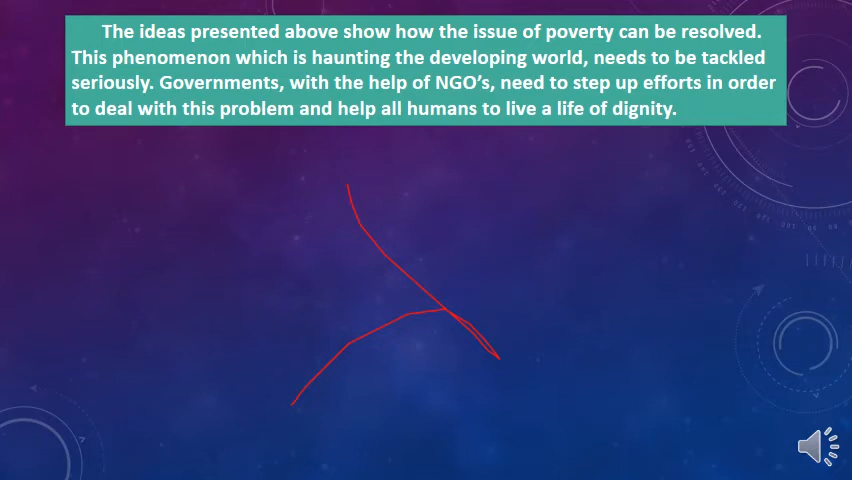 The ideas presented above show how the issue of poverty can be resolved.
This phenomenon which is haunting the developing world, needs to be tackled
seriously. Governments, with the help of NGO’s, need to step up efforts in order
to deal with this problem and help all humans to live a life of dignity.